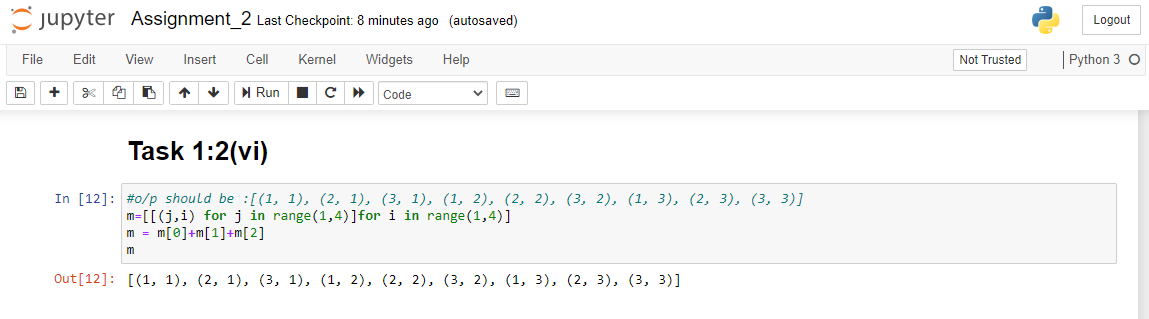 jupyter Assignment_2 Last Checkpoint: 8 minutes ago (autosaved) Logout
File Edit View Insert Cell Kernel Widgets Help Not Trusted Python 3
Run Code
Task 1:2(vi)
In [12]: #o/p should be :[(1, 1), (2, 1), (3, 1), (1, 2), (2, 2), (3, 2), (1, 3), (2, 3), (3, 3)]
m=[[(j,i) for j in range(1,4)]for i in range(1,4)]
m = m[0]+m[1]+m[2]
m
Out[12]: [(1, 1), (2, 1), (3, 1), (1, 2), (2, 2), (3, 2), (1, 3), (2, 3), (3, 3)]